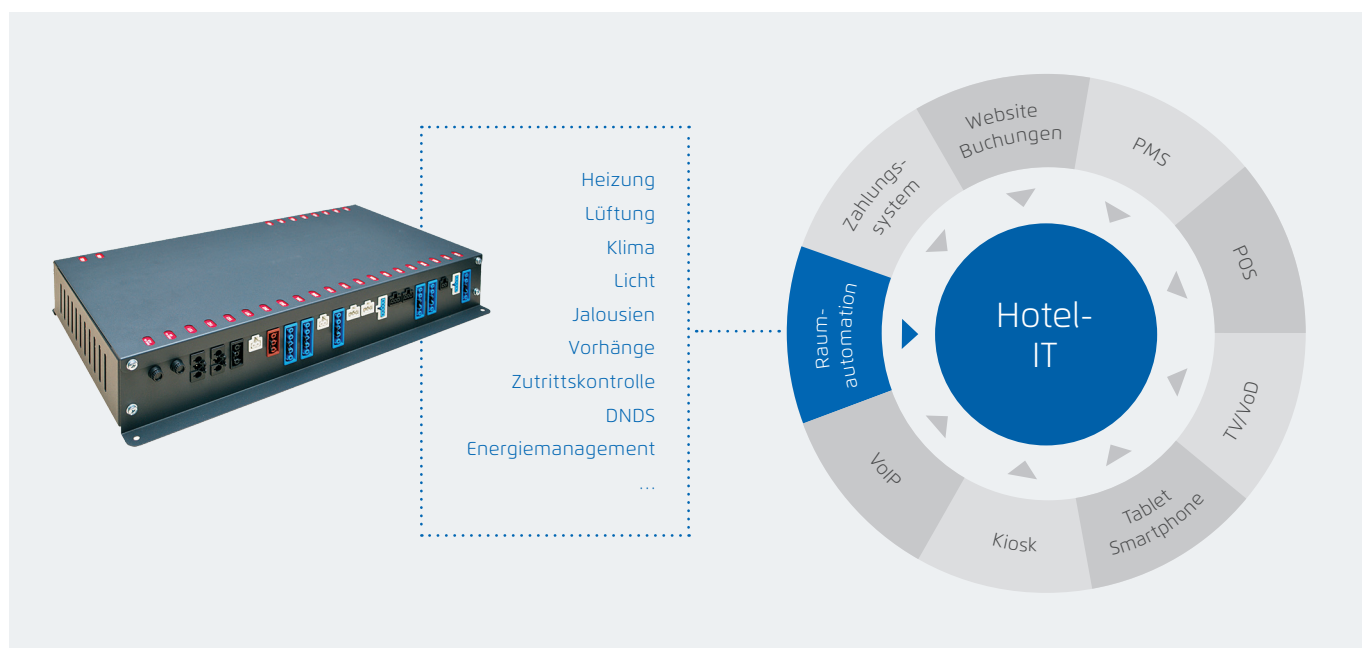 Heizung
Lüftung
Klima
Licht
Jalousien
Vorhänge
Zutrittskontrolle
DNDS
Energiemanagement
...
Website
Buchungen
PMS
POS
TV/VoD
Tablet
Smartphone
Kiosk
VoIP
Raum-
automation
Zahlungs-
system
Hotel-
IT